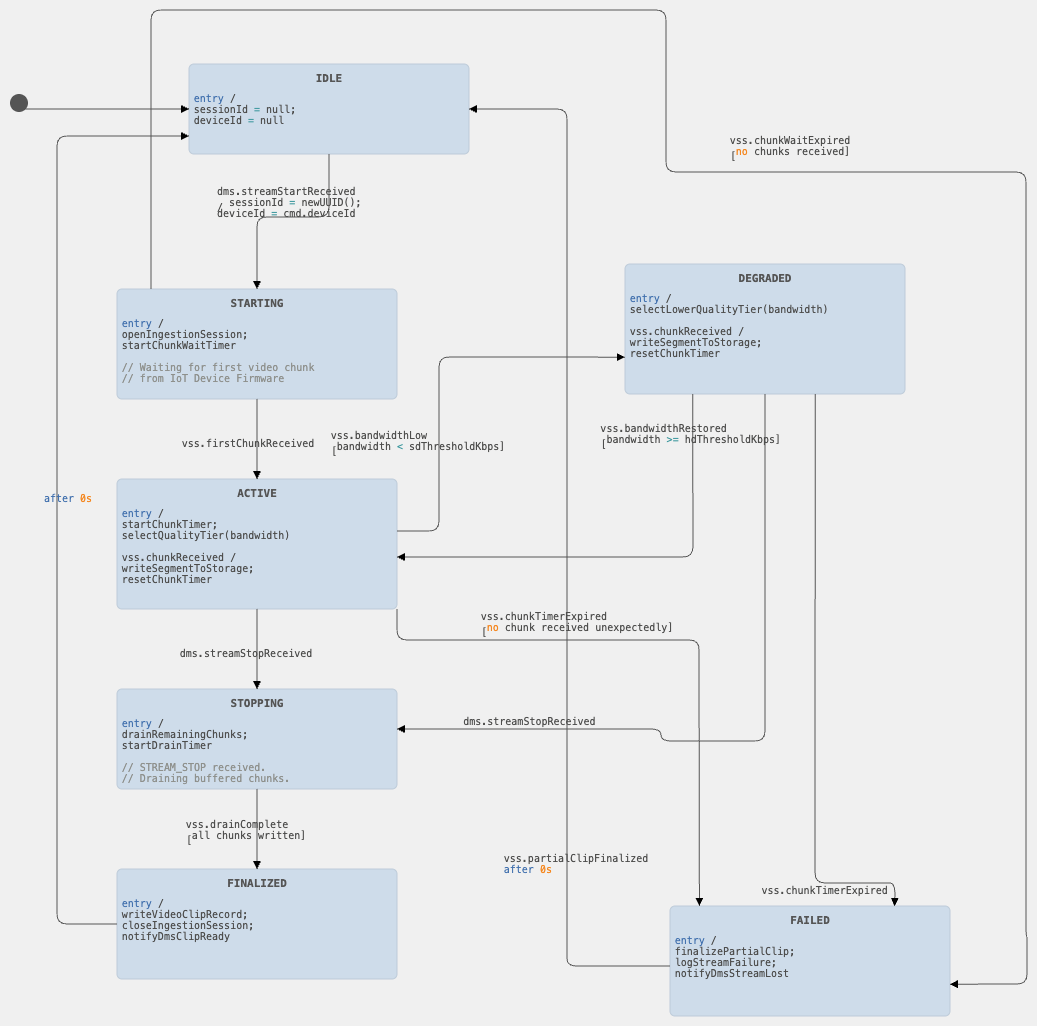 IDLE
entry /
sessionId = null;
deviceId = null
vss.chunkWaitExpired
[no chunks received]
dms.streamStartReceived
/ sessionId = newUUID();
deviceId = cmd.deviceId
DEGRADED
entry /
selectLowerQualityTier(bandwidth)
vss.chunkReceived /
writeSegmentToStorage;
resetChunkTimer
STARTING
entry /
openIngestionSession;
startChunkWaitTimer
// Waiting for first video chunk
// from IoT Device Firmware
vss.firstChunkReceived
vss.bandwidthLow
[bandwidth < sdThresholdKbps]
vss.bandwidthRestored
[bandwidth >= hdThresholdKbps]
after 0s
ACTIVE
entry /
startChunkTimer;
selectQualityTier(bandwidth)
vss.chunkReceived /
writeSegmentToStorage;
resetChunkTimer
vss.chunkTimerExpired
[no chunk received unexpectedly]
dms.streamStopReceived
STOPPING
entry /
drainRemainingChunks;
startDrainTimer
// STREAM_STOP received.
// Draining buffered chunks.
dms.streamStopReceived
vss.drainComplete
[all chunks written]
vss.partialClipFinalized
after 0s
vss.chunkTimerExpired
FINALIZED
entry /
writeVideoClipRecord;
closeIngestionSession;
notifyDmsClipReady
FAILED
entry /
finalizePartialClip;
logStreamFailure;
notifyDmsStreamLost